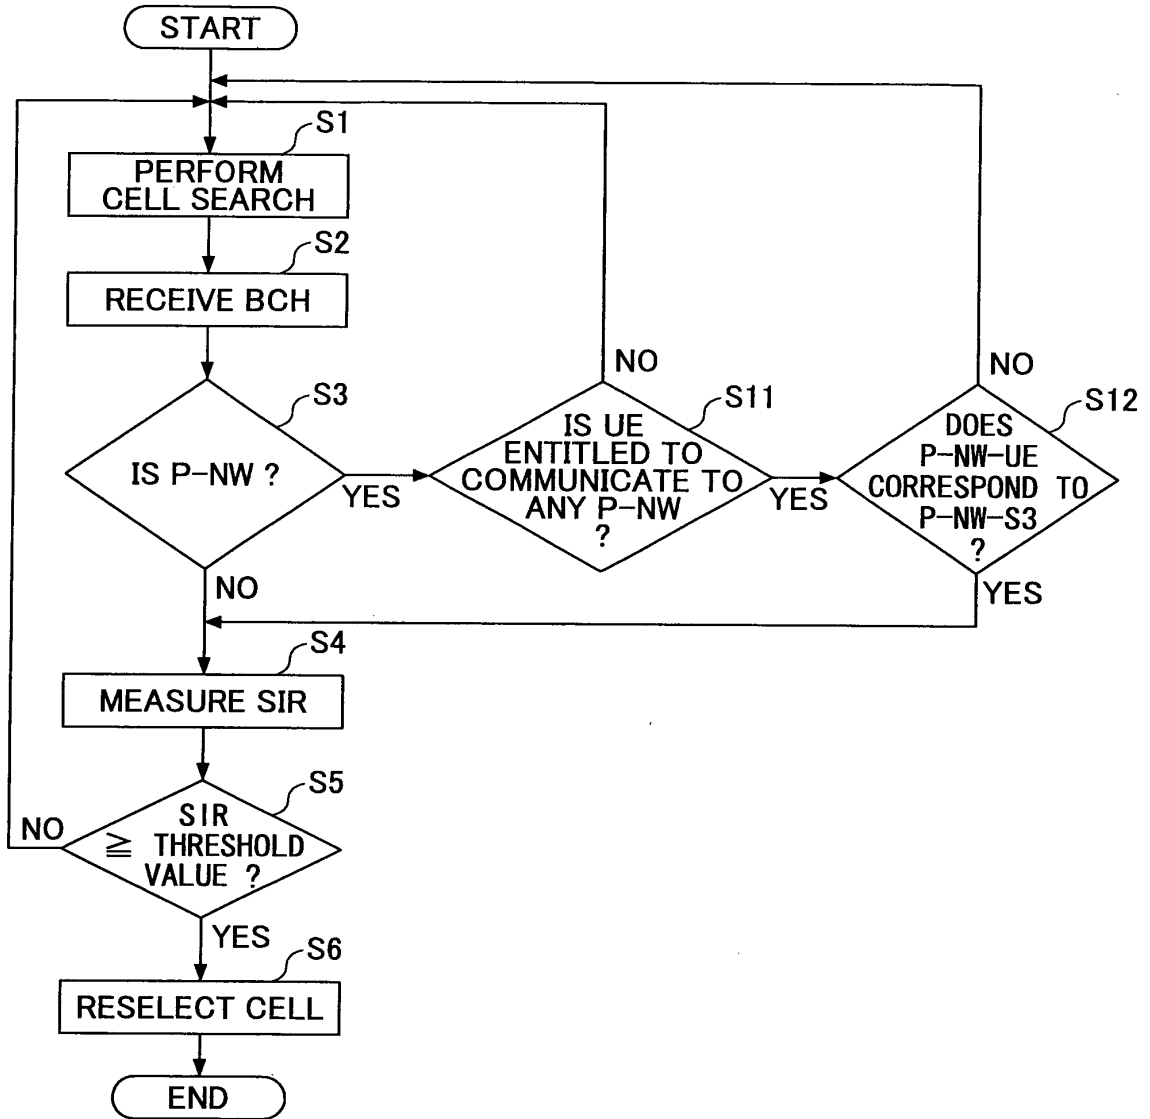 START
S1
PERFORM
CELL SEARCH
S2
RECEIVE BCH
S3
IS P-NW ?
YES
NO
S11
IS UE
ENTITLED TO
COMMUNICATE TO
ANY P-NW
?
NO
YES
S12
DOES
P-NW-UE
CORRESPOND TO
P-NW-S3
?
NO
YES
S4
MEASURE SIR
S5
SIR
≧ THRESHOLD
VALUE ?
NO
YES
S6
RESELECT CELL
END